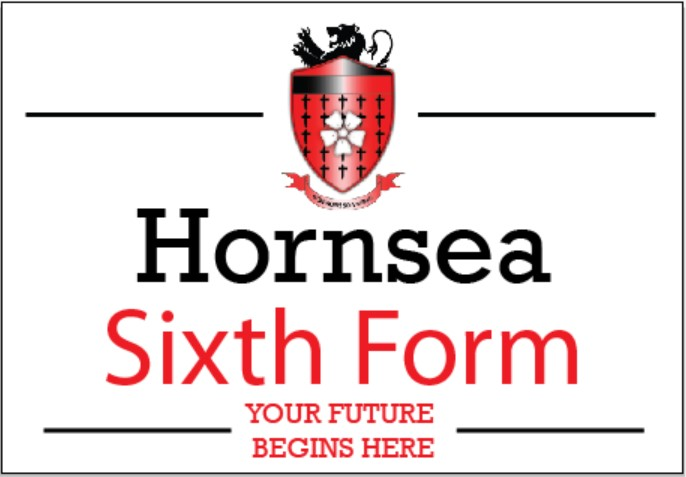 Hornsea
Sixth Form
YOUR FUTURE
BEGINS HERE